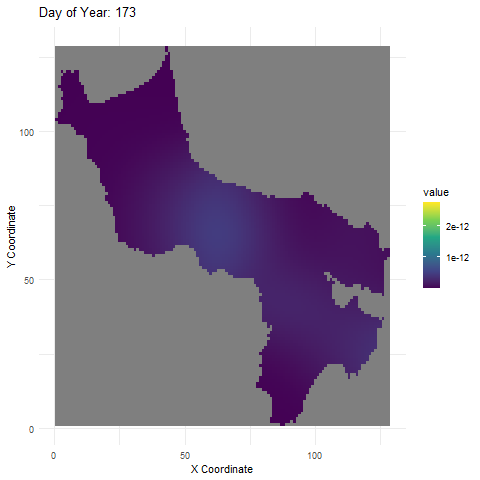 Day of Year: 173
Y Coordinate
100
50
0
0
50
100
X Coordinate
value
2e-12
1e-12